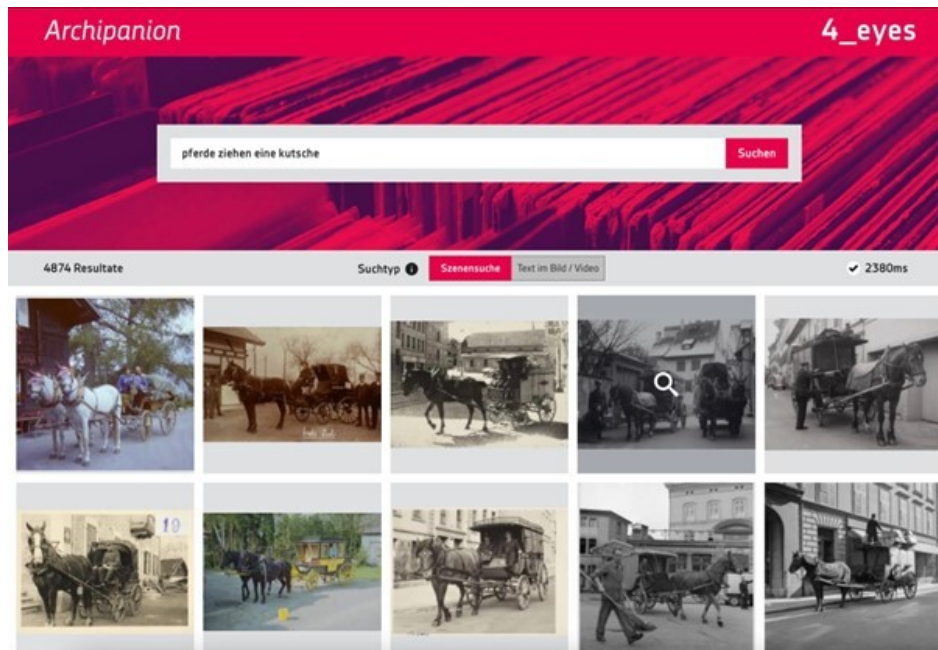 Archipanion
4_eyes
pferde ziehen eine kutsche
Suchen
4874 Resultate
Suchtyp
Szenensuche
Text im Bild / Video
2380ms
19